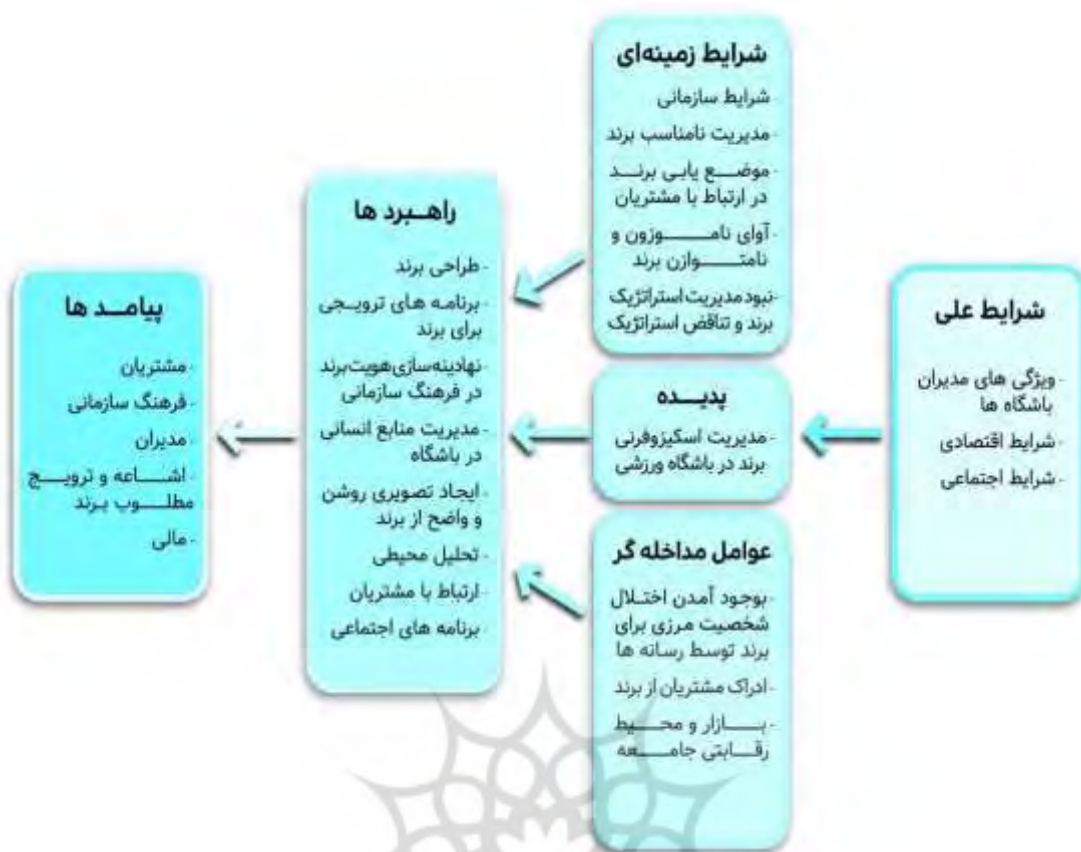 شرایط علی
- ویژگی های مدیران
باشگاه ها
- شرایط اقتصادی
- شرایط اجتماعی
شرایط زمینه‌ای
- شرایط سازمانی
- مدیریت نامناسب برند
- موضع یابی برند
در ارتباط با مشتریان
- آوای ناموزون و
نامتوازن برند
- نبود مدیریت استراتژیک
برند و تناقض استراتژیک
پدیده
- مدیریت اسکیزوفرنی
برند در باشگاه ورزشی
عوامل مداخله گر
- بوجود آمدن اختلال
شخصیت مرزی برای
برند توسط رسانه ها
- ادراک مشتریان از برند
- بازار و محیط
رقابتی جامعه
راهبرد ها
- طراحی برند
- برنامه های ترویجی
برای برند
- نهادینه‌سازی هویت برند
در فرهنگ سازمانی
- مدیریت منابع انسانی
در باشگاه
- ایجاد تصویری روشن
و واضح از برند
- تحلیل محیطی
- ارتباط با مشتریان
- برنامه های اجتماعی
پیامد ها
- مشتریان
- فرهنگ سازمانی
- مدیران
- اشاعه و ترویج
مطلوب برند
- مالی